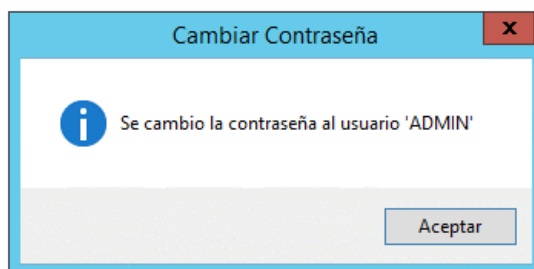 Cambiar Contraseña
x
Se cambio la contraseña al usuario 'ADMIN'
Aceptar